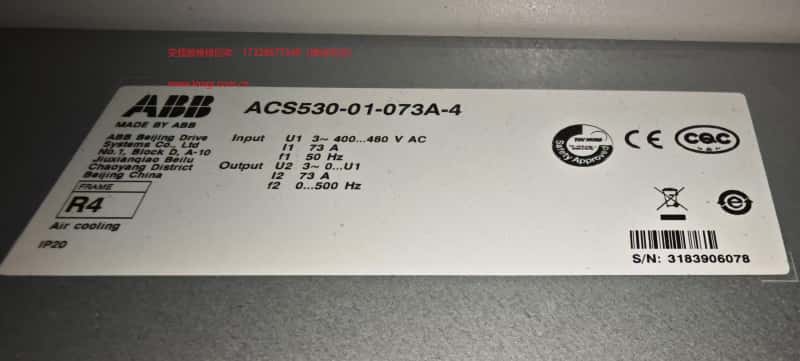 ABB
MADE BY ABB
ACS530-01-073A-4
ABB Beijing Drive
Systems Co., Ltd
No.1, Block D, A-10
Jiuxianqiao Beilu
Chaoyang District
Beijing China
Input U1 3~ 400...480 V AC
I1 73 A
f1 50 Hz
Output U2 3~ 0...U1
I2 73 A
f2 0...500 Hz
FRAME
R4
Air cooling
IP20
Safety Approved
CE
CQC
S/N: 3183906078